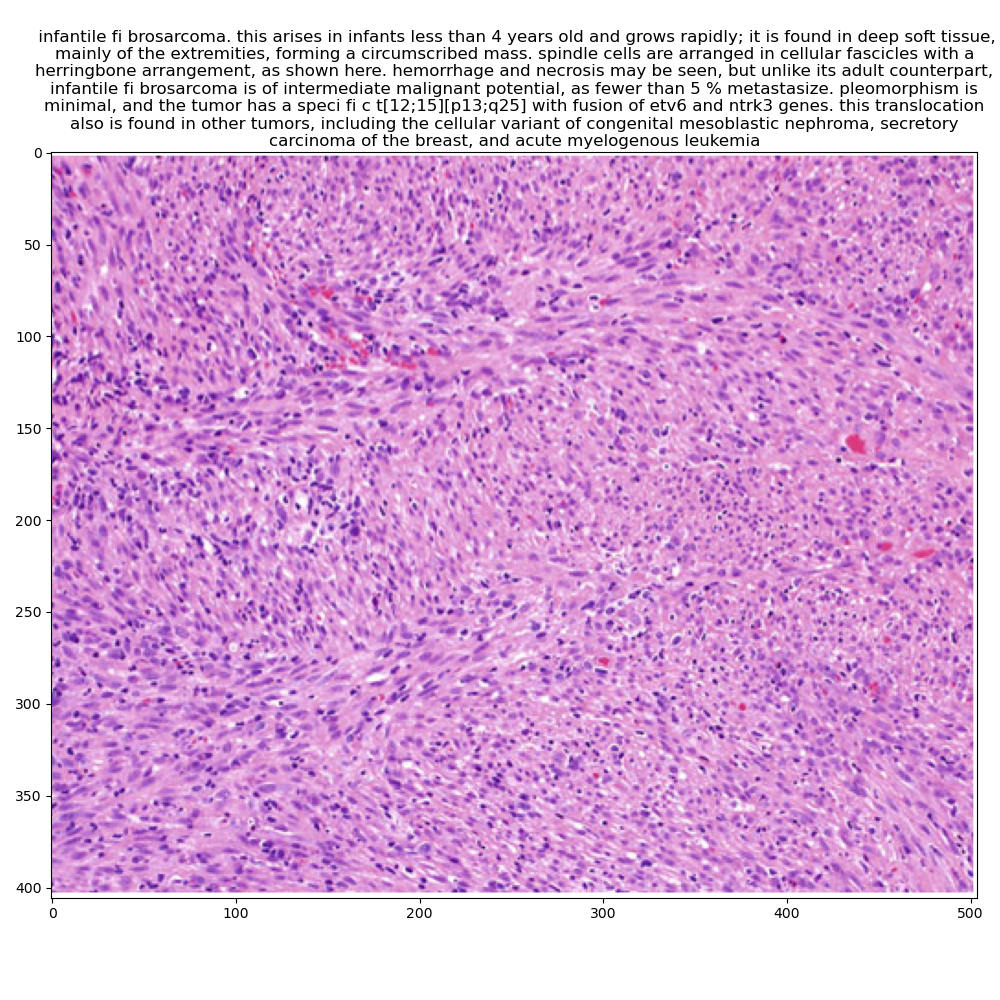 infantile fi brosarcoma. this arises in infants less than 4 years old and grows rapidly; it is found in deep soft tissue,
mainly of the extremities, forming a circumscribed mass. spindle cells are arranged in cellular fascicles with a
herringbone arrangement, as shown here. hemorrhage and necrosis may be seen, but unlike its adult counterpart,
infantile fi brosarcoma is of intermediate malignant potential, as fewer than 5 % metastasize. pleomorphism is
minimal, and the tumor has a speci fi c t[12;15][p13;q25] with fusion of etv6 and ntrk3 genes. this translocation
also is found in other tumors, including the cellular variant of congenital mesoblastic nephroma, secretory
carcinoma of the breast, and acute myelogenous leukemia
0
50
100
150
200
250
300
350
400
0 100 200 300 400 500